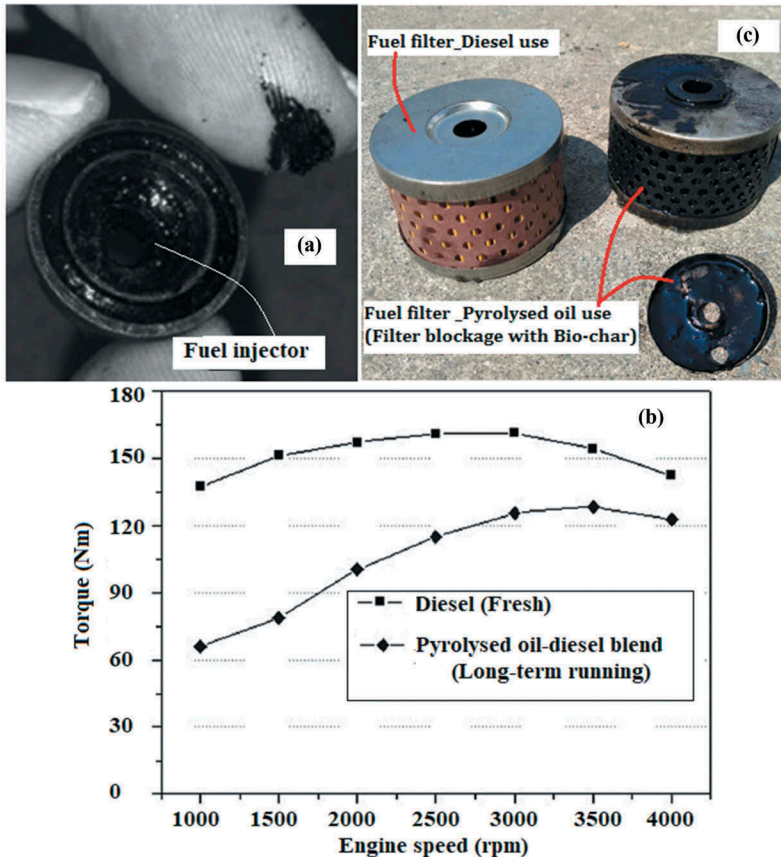 (a)
Fuel injector
Fuel filter_Diesel use
(c)
Fuel filter _Pyrolysed oil use
(Filter blockage with Bio-char)
(b)
180
150
120
90
60
30
0
Torque (Nm)
Diesel (Fresh)
Pyrolysed oil-diesel blend
(Long-term running)
1000 1500 2000 2500 3000 3500 4000
Engine speed (rpm)